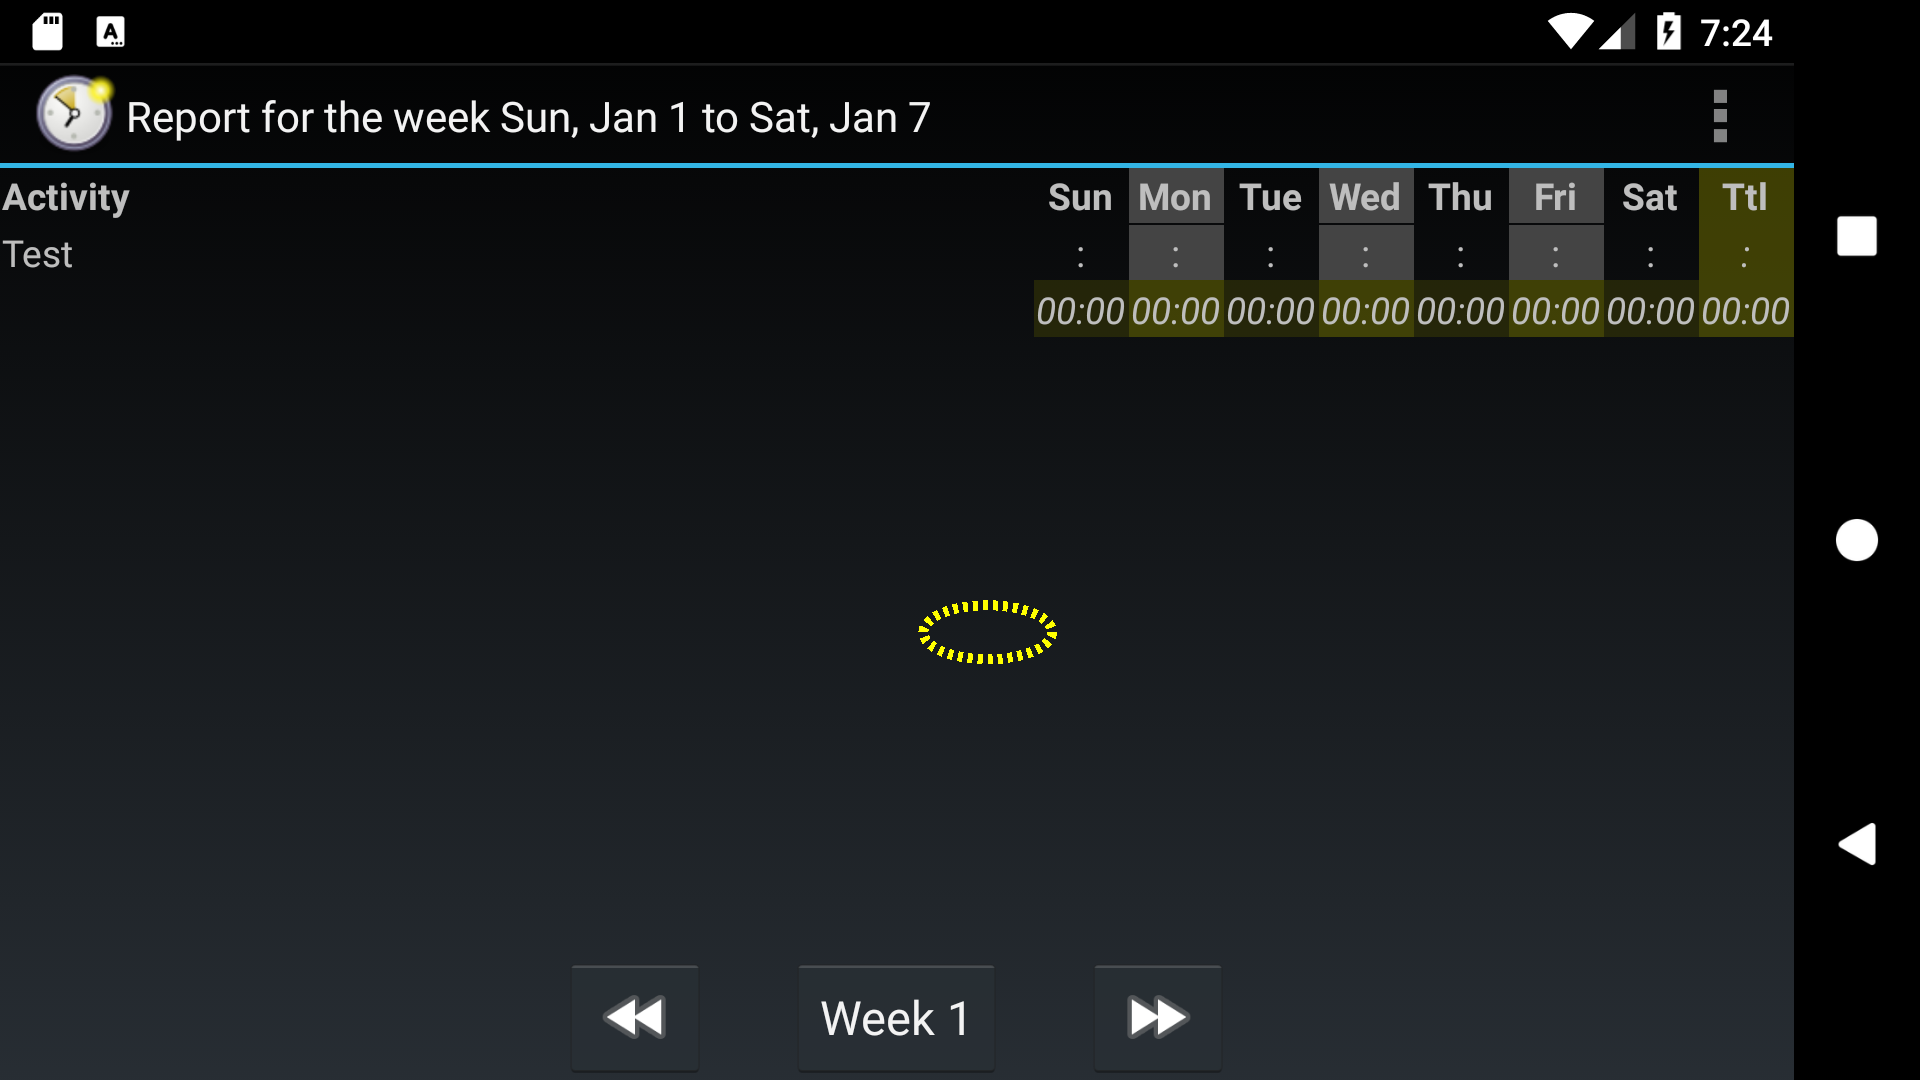 7:24
Report for the week Sun, Jan 1 to Sat, Jan 7
Activity Sun Mon Tue Wed Thu Fri Sat Ttl
Test : : : : : : : :
00:00 00:00 00:00 00:00 00:00 00:00 00:00 00:00
Week 1